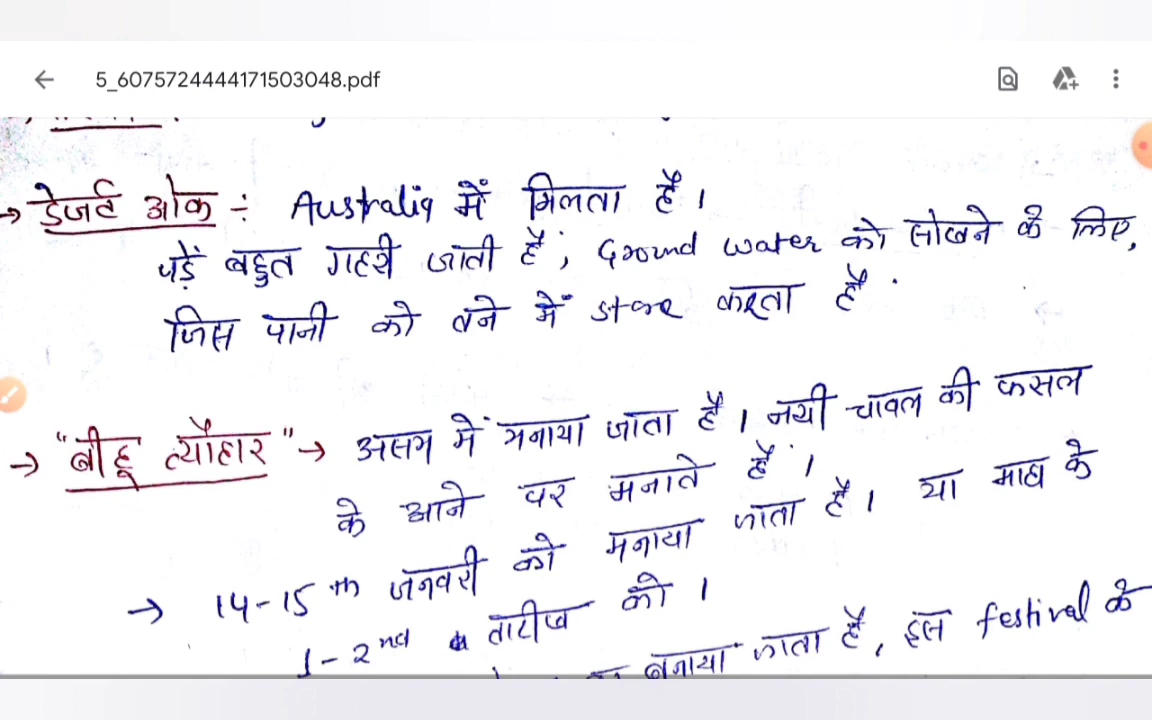 5_6075724444171503048.pdf
→ डेजर्ट ओक :- Australia में मिलता है।
जड़ें बहुत गहरी जाती हैं, Ground water को सोखने के लिए,
जिस पानी को तने में store करता है।
→ "बीहू त्यौहार" → असम में मनाया जाता है। नयी चावल की फसल
के आने पर मनाते हैं।
→ 14-15th जनवरी को मनाया जाता है। या माघ के
1-2nd तारीख को।
बनाया जाता है, इस festival के